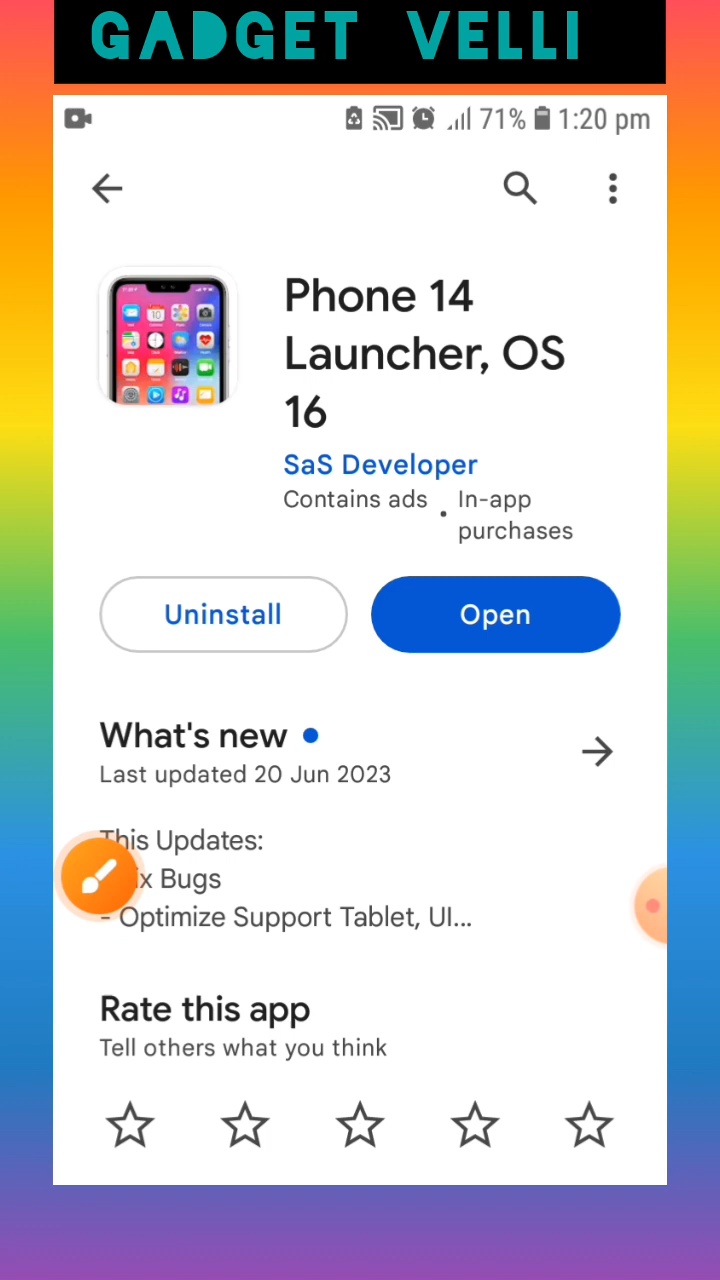 GADGET VELLI
71% 1:20 pm
Phone 14
Launcher, OS
16
SaS Developer
Contains ads • In-app
purchases
Uninstall
Open
What's new
Last updated 20 Jun 2023
This Updates:
ix Bugs
- Optimize Support Tablet, UI...
Rate this app
Tell others what you think